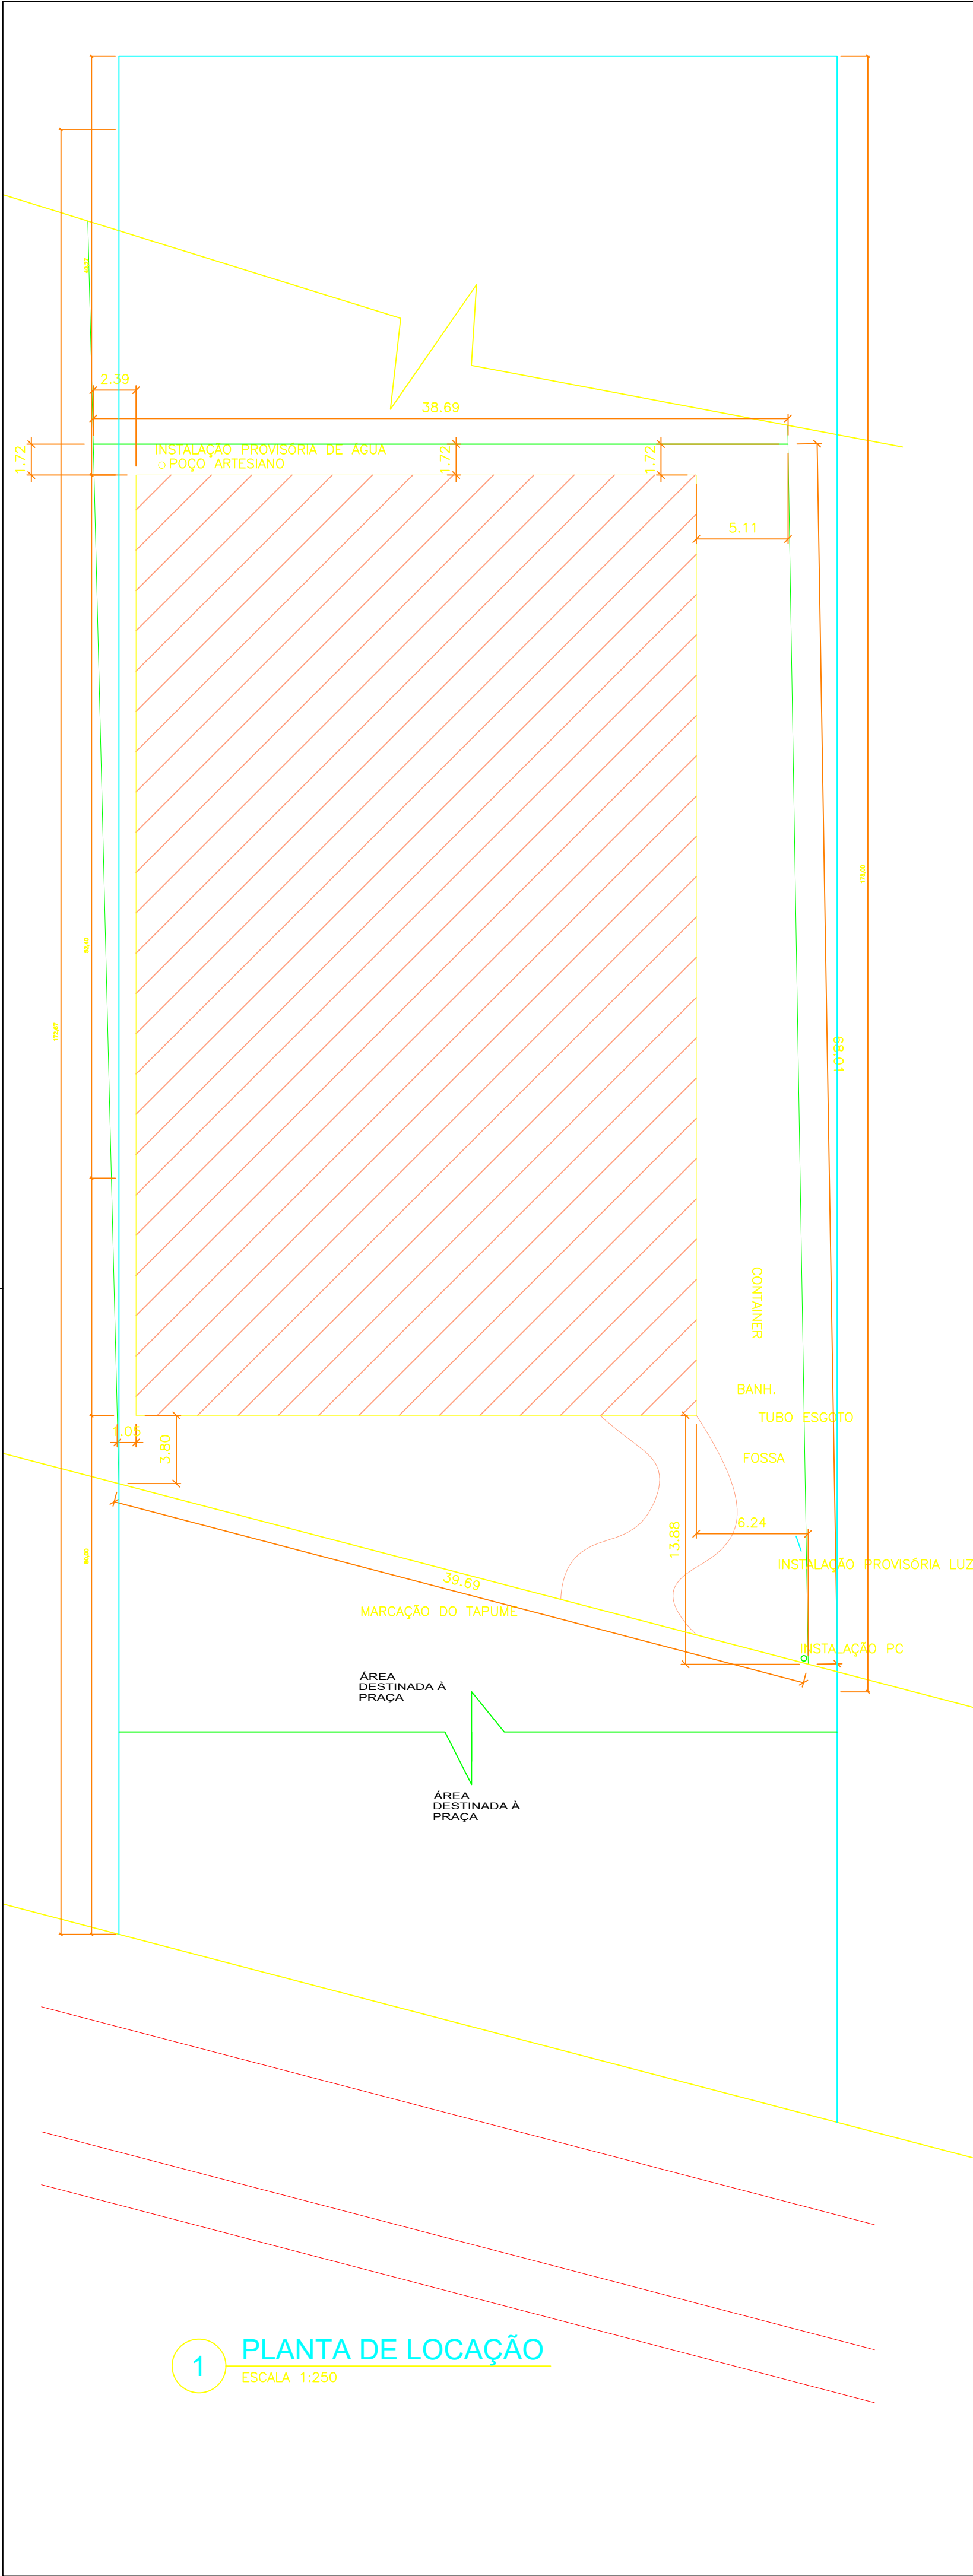 2.39
38.69
1.72
INSTALAÇÃO PROVISÓRIA DE ÁGUA
POÇO ARTESIANO
1.72
1.72
5.11
68.01
CONTAINER
BANH.
TUBO ESGOTO
FOSSA
1.05
3.80
13.88
6.24
INSTALAÇÃO PROVISÓRIA LUZ
39.69
MARCAÇÃO DO TAPUME
INSTALAÇÃO PC
ÁREA
DESTINADA À
PRAÇA
ÁREA
DESTINADA À
PRAÇA
1
PLANTA DE LOCAÇÃO
ESCALA 1:250